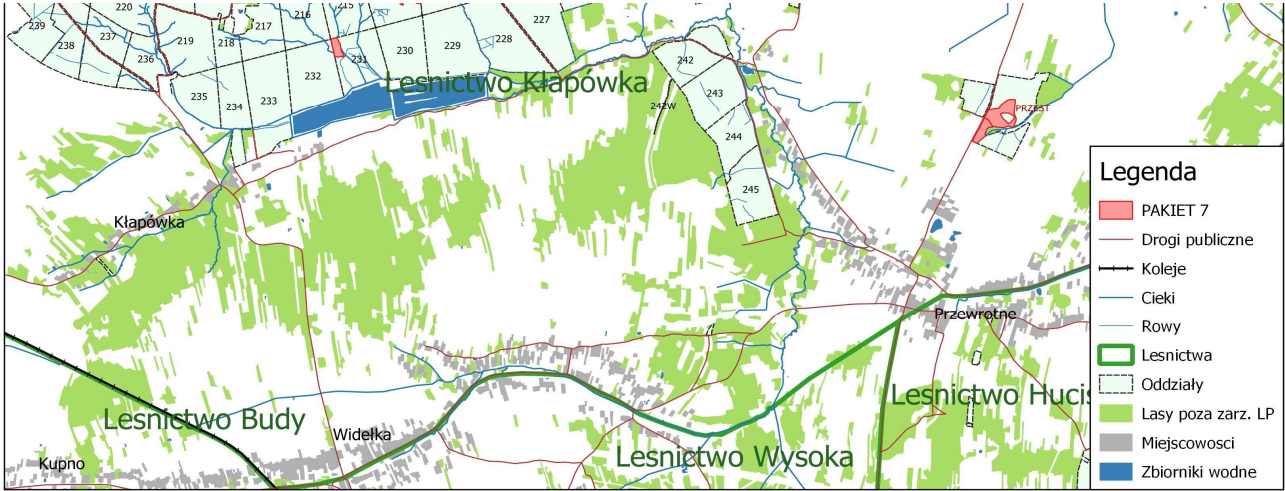 239
238
220
237
236
219
218
217
216
215
235
234
233
232
231
230
229
228
227
Lesnictwo Kłapówka
242
243
242W
244
245
PRZEST
Kłapówka
Przewrotne
Lesnictwo Budy
Widełka
Kupno
Lesnictwo Wysoka
Lesnictwo Hucis
Legenda
PAKIET 7
Drogi publiczne
Koleje
Cieki
Rowy
Lesnictwa
Oddziały
Lasy poza zarz. LP
Miejscowosci
Zbiorniki wodne